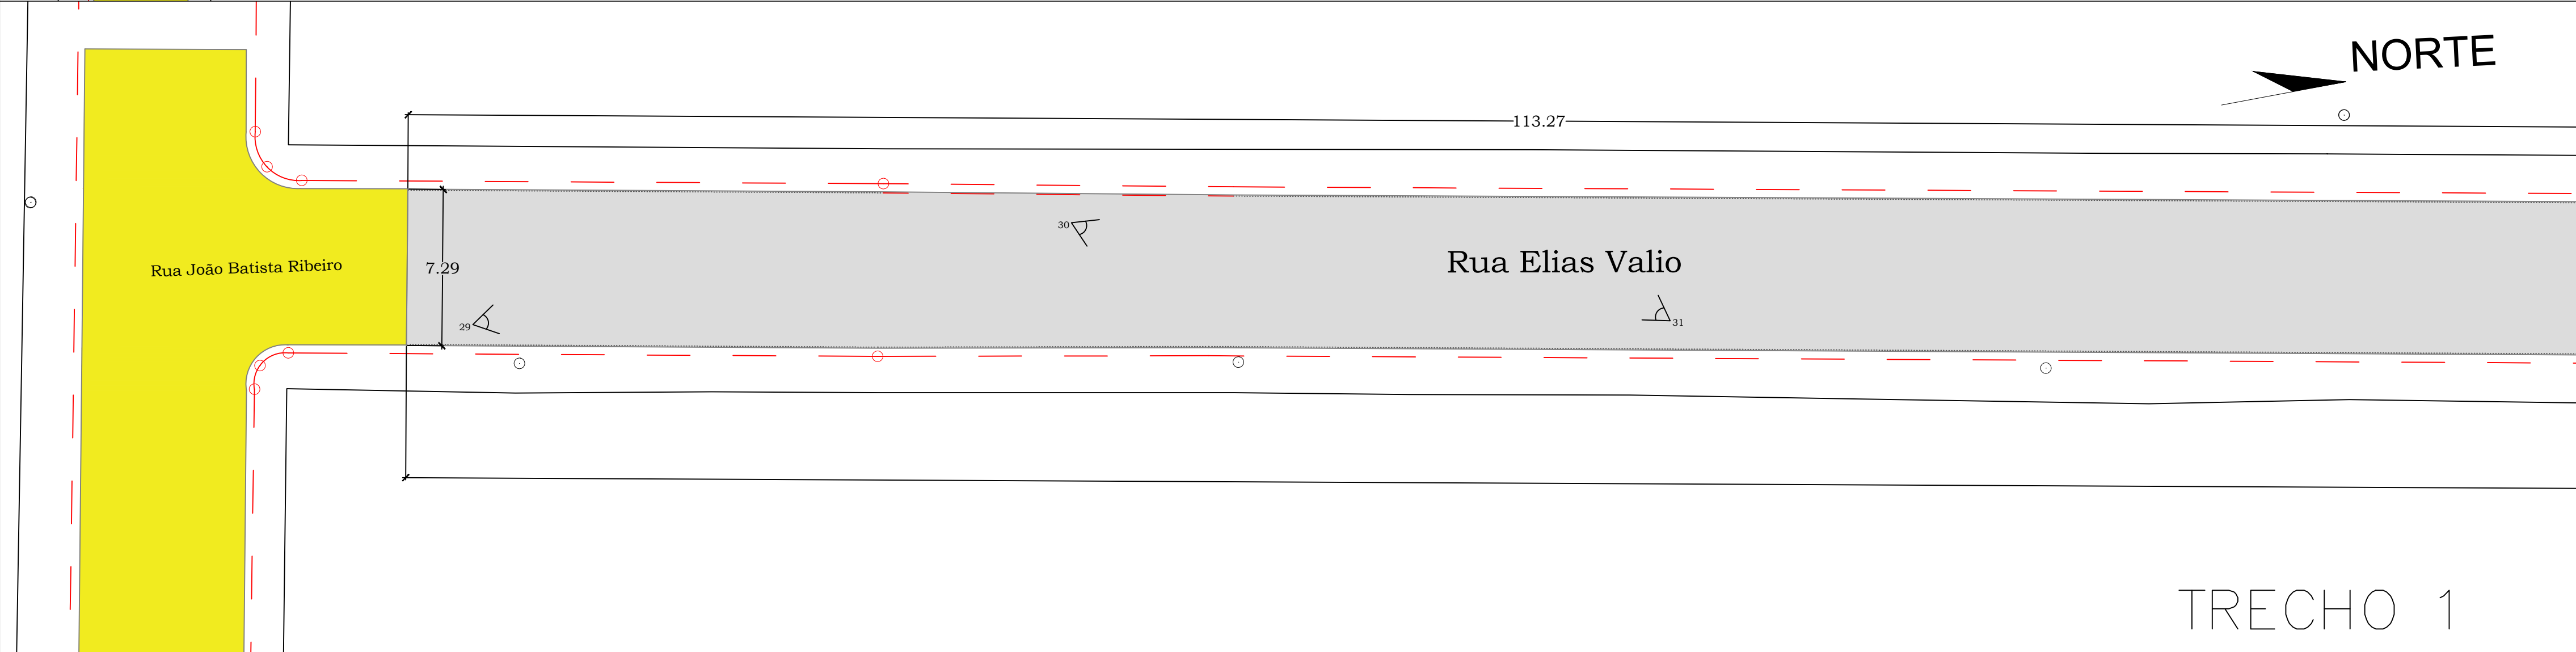 NORTE
113.27
30
Rua Elias Valio
Rua João Batista Ribeiro
7.29
29
31
TRECHO 1